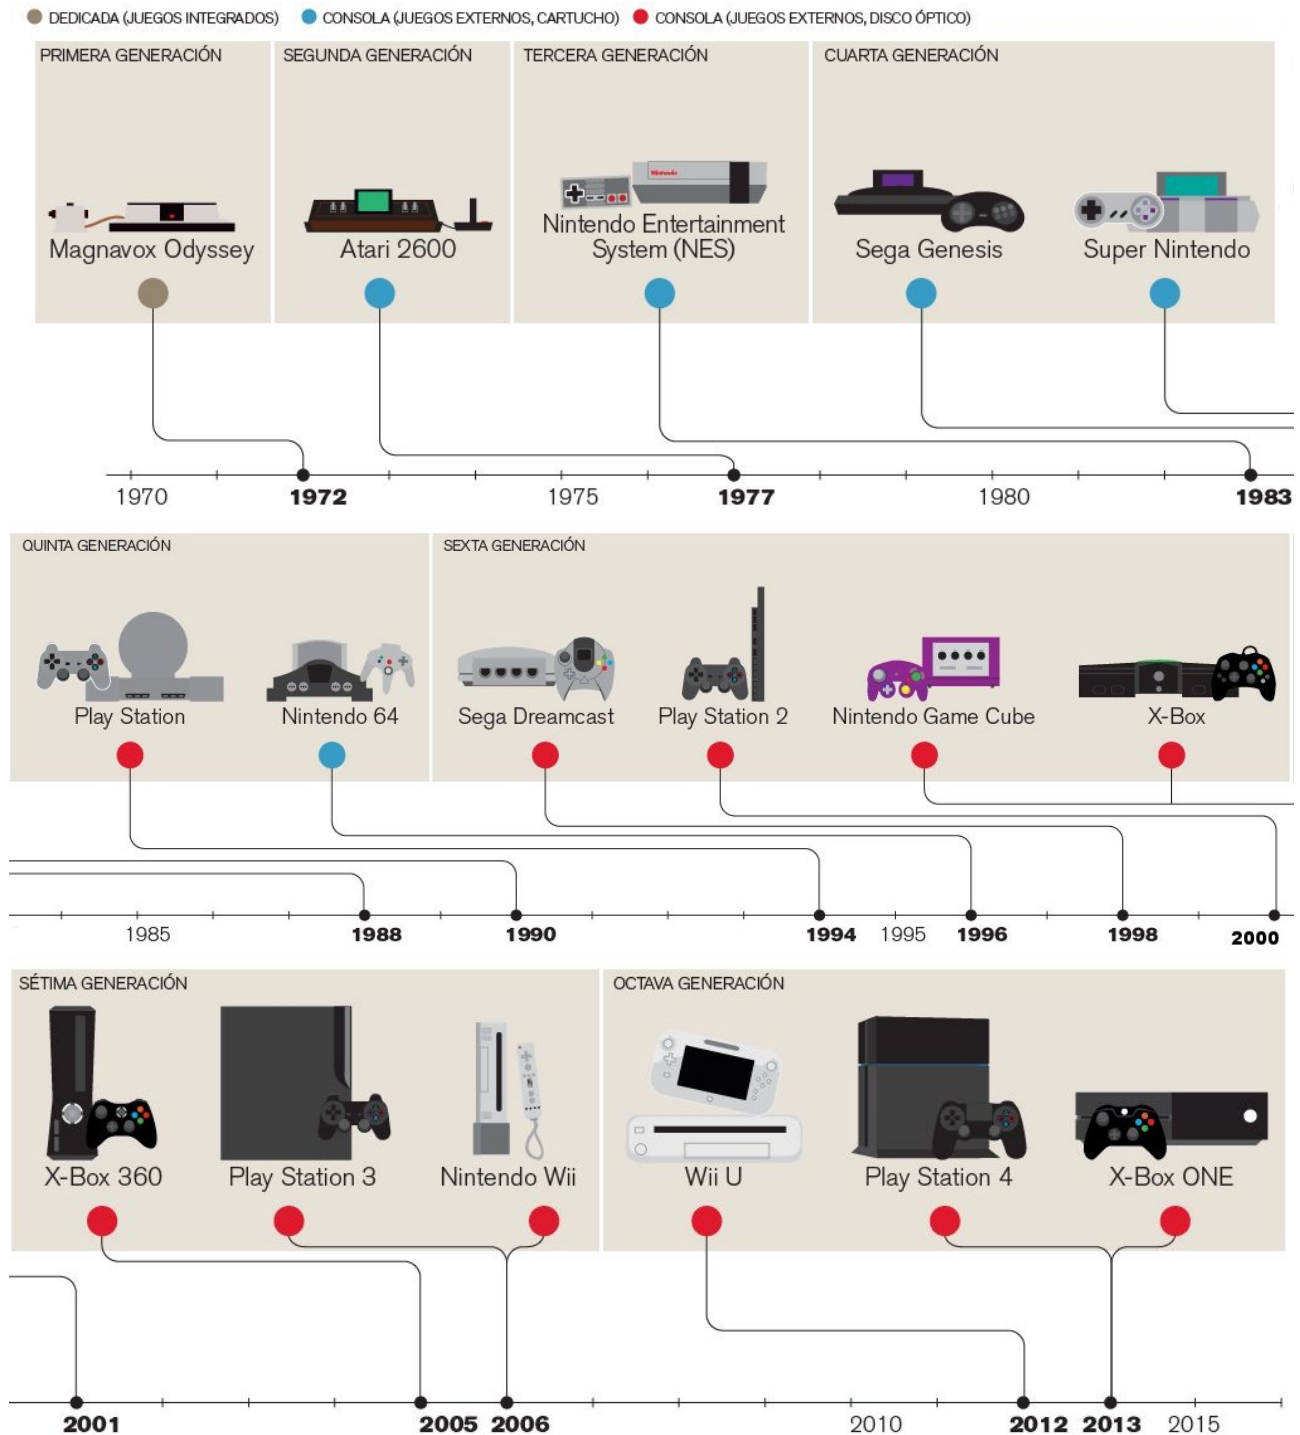 DEDICADA (JUEGOS INTEGRADOS) CONSOLA (JUEGOS EXTERNOS, CARTUCHO) CONSOLA (JUEGOS EXTERNOS, DISCO ÓPTICO)
PRIMERA GENERACIÓN
SEGUNDA GENERACIÓN
TERCERA GENERACIÓN
CUARTA GENERACIÓN
Magnavox Odyssey
Atari 2600
Nintendo
Nintendo Entertainment
System (NES)
Sega Genesis
Super Nintendo
1970 1972 1975 1977 1980 1983
QUINTA GENERACIÓN
SEXTA GENERACIÓN
Play Station
Nintendo 64
Sega Dreamcast
Play Station 2
Nintendo Game Cube
X-Box
1985 1988 1990 1994 1995 1996 1998 2000
SÉTIMA GENERACIÓN
OCTAVA GENERACIÓN
X-Box 360
Play Station 3
Nintendo Wii
Wii U
Play Station 4
X-Box ONE
2001 2005 2006 2010 2012 2013 2015